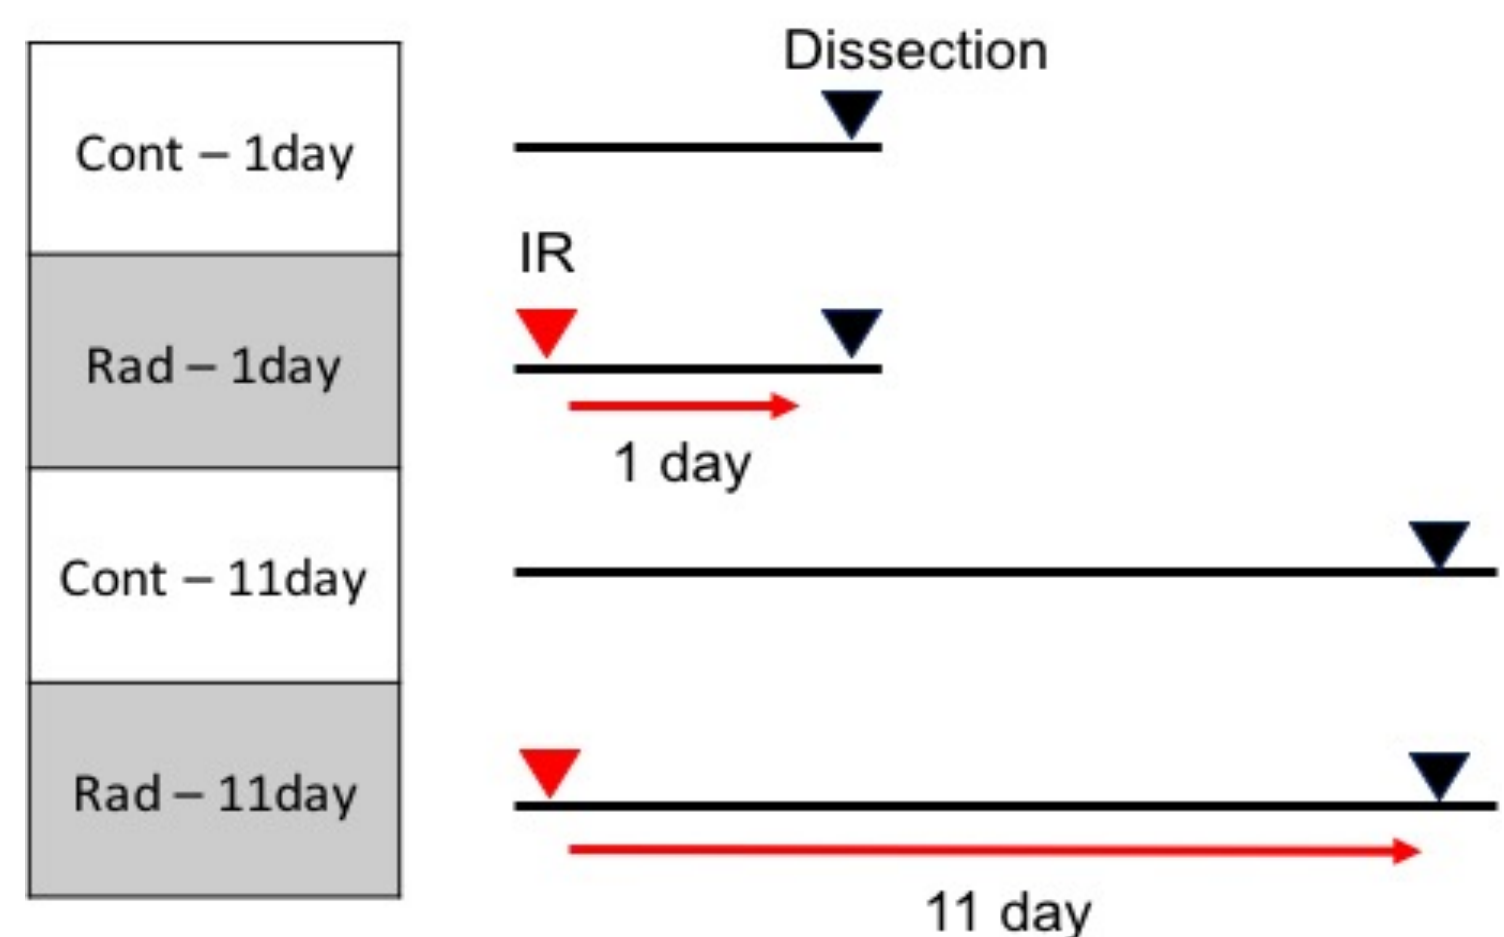 Dissection
Cont – 1day
IR
Rad – 1day
1 day
Cont – 11day
Rad – 11day
11 day